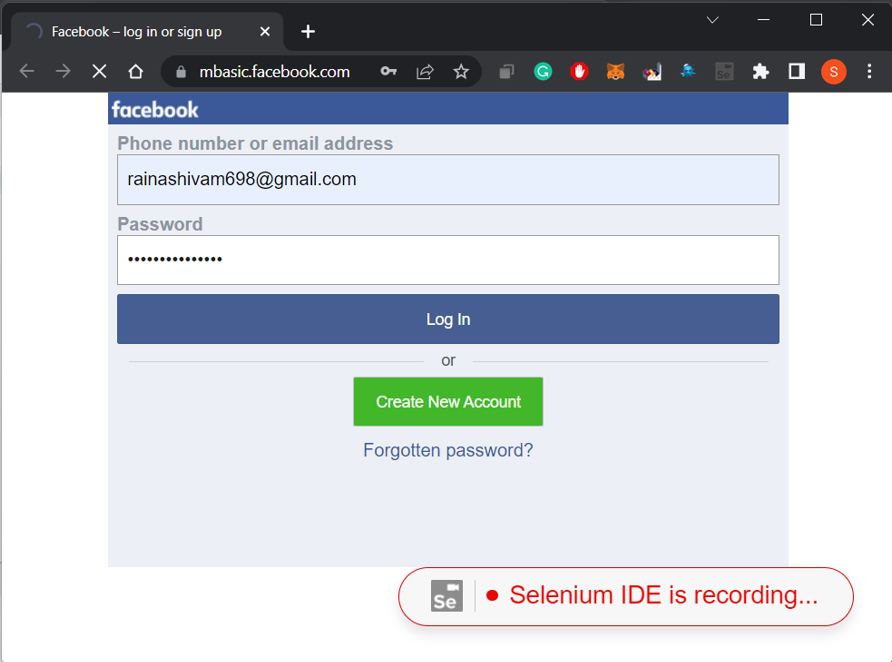 Facebook – log in or sign up
mbasic.facebook.com
S
facebook
Phone number or email address
rainashivam698@gmail.com
Password
•••••••••••••••
Log In
or
Create New Account
Forgotten password?
Se Selenium IDE is recording...